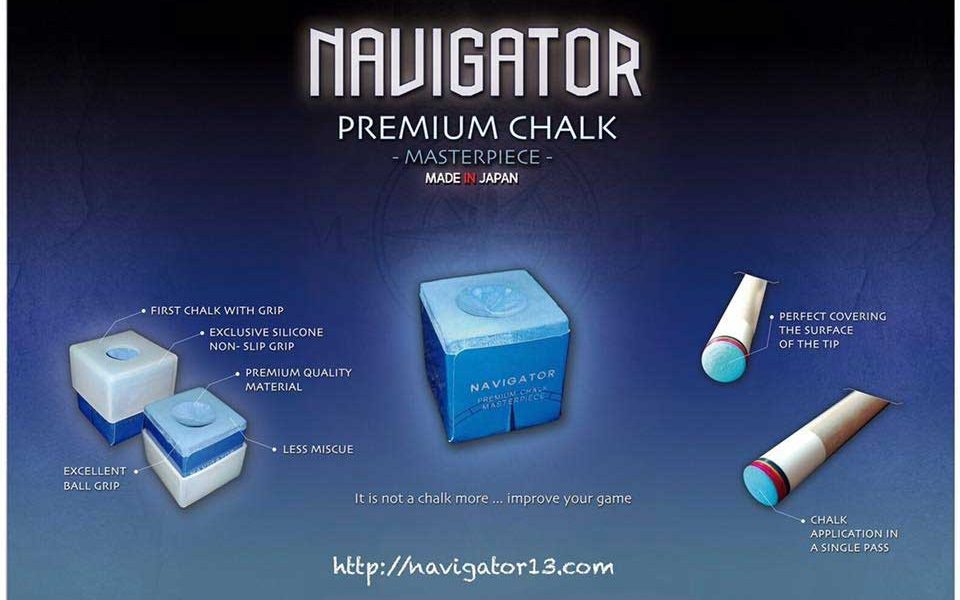 NAVIGATOR
PREMIUM CHALK
- MASTERPIECE -
MADE IN JAPAN
FIRST CHALK WITH GRIP
EXCLUSIVE SILICONE
NON- SLIP GRIP
PREMIUM QUALITY
MATERIAL
LESS MISCUE
EXCELLENT
BALL GRIP
NAVIGATOR
PREMIUM CHALK
MASTERPIECE
PERFECT COVERING
THE SURFACE
OF THE TIP
CHALK
APPLICATION IN
A SINGLE PASS
It is not a chalk more ... improve your game
http://navigator13.com